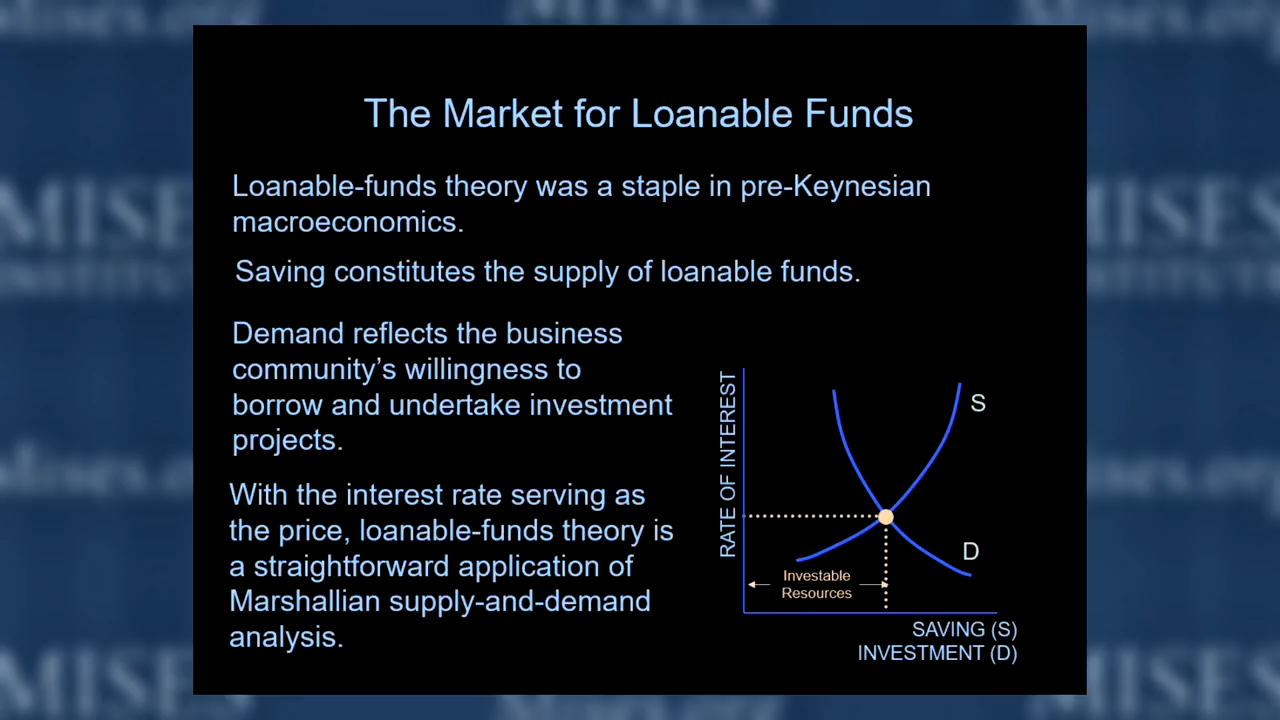 The Market for Loanable Funds
Loanable-funds theory was a staple in pre-Keynesian
macroeconomics.
Saving constitutes the supply of loanable funds.
Demand reflects the business
community’s willingness to
borrow and undertake investment
projects.
With the interest rate serving as
the price, loanable-funds theory is
a straightforward application of
Marshallian supply-and-demand
analysis.
RATE OF INTEREST
S
D
Investable
Resources
SAVING (S)
INVESTMENT (D)